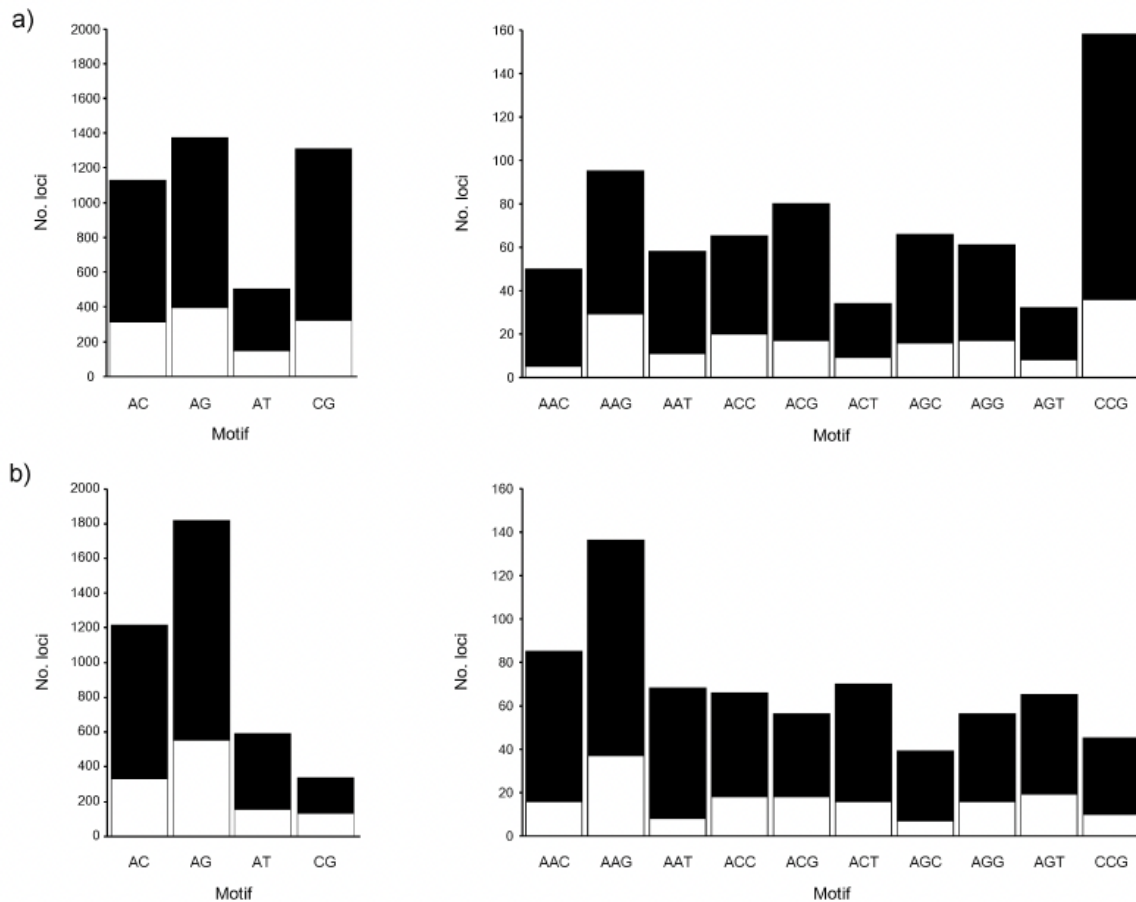 a)
2000
1800
1600
1400
1200
1000
800
600
400
200
0
No. loci
AC AG AT CG
Motif
160
140
120
100
80
60
40
20
0
No. loci
AAC AAG AAT ACC ACG ACT AGC AGG AGT CCG
Motif
b)
2000
1800
1600
1400
1200
1000
800
600
400
200
0
No. loci
AC AG AT CG
Motif
160
140
120
100
80
60
40
20
0
No. loci
AAC AAG AAT ACC ACG ACT AGC AGG AGT CCG
Motif